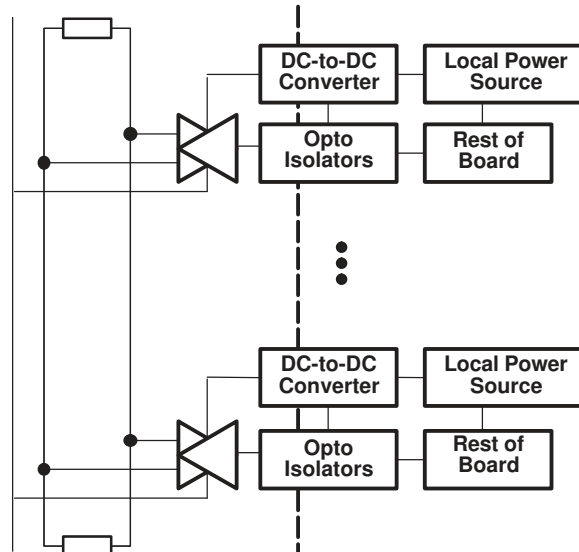 DC-to-DC
Converter
Local Power
Source
Opto
Isolators
Rest of
Board
DC-to-DC
Converter
Local Power
Source
Opto
Isolators
Rest of
Board